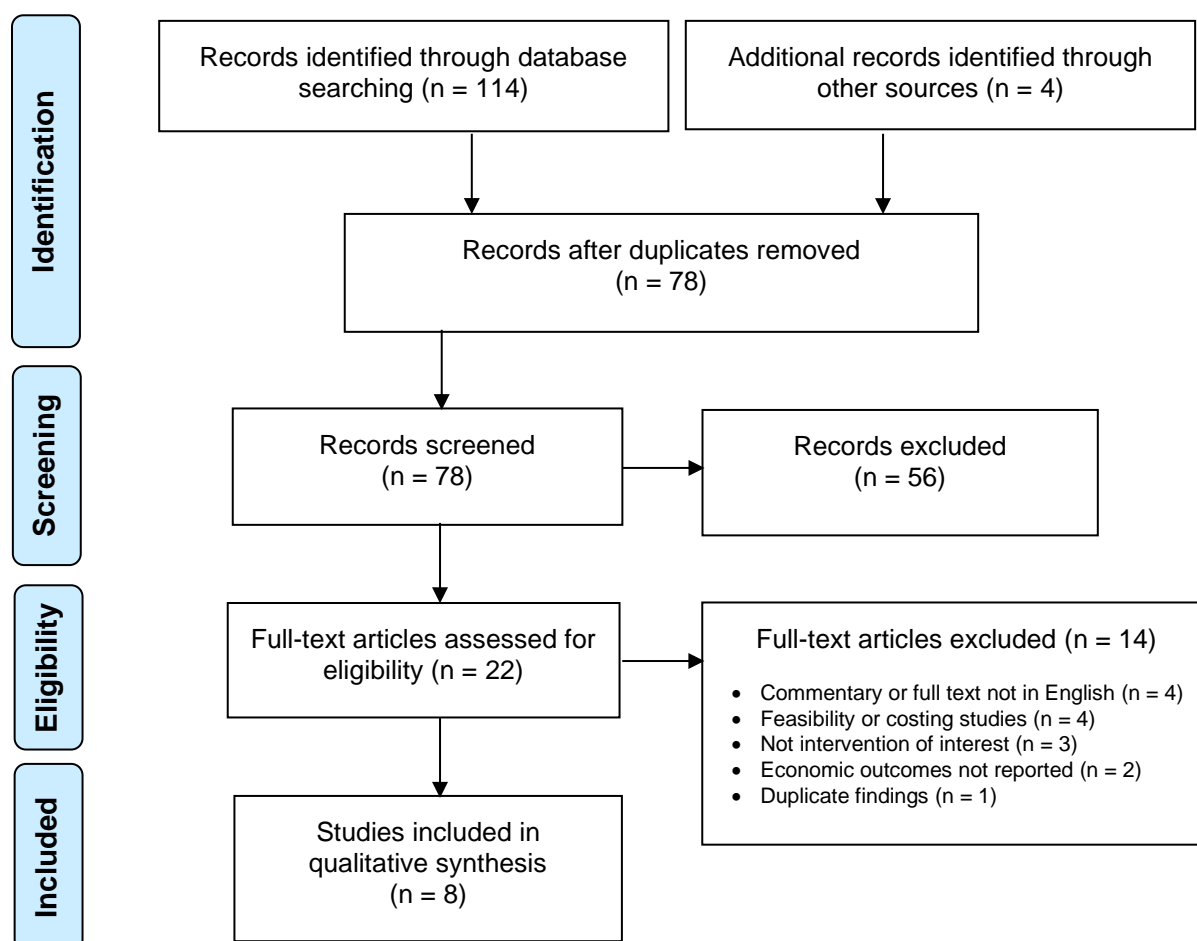 Identification
Records identified through database
searching (n = 114)
Additional records identified through
other sources (n = 4)
Records after duplicates removed
(n = 78)
Screening
Records screened
(n = 78)
Records excluded
(n = 56)
Eligibility
Full-text articles assessed for
eligibility (n = 22)
Full-text articles excluded (n = 14)
• Commentary or full text not in English (n = 4)
• Feasibility or costing studies (n = 4)
• Not intervention of interest (n = 3)
• Economic outcomes not reported (n = 2)
• Duplicate findings (n = 1)
Included
Studies included in
qualitative synthesis
(n = 8)